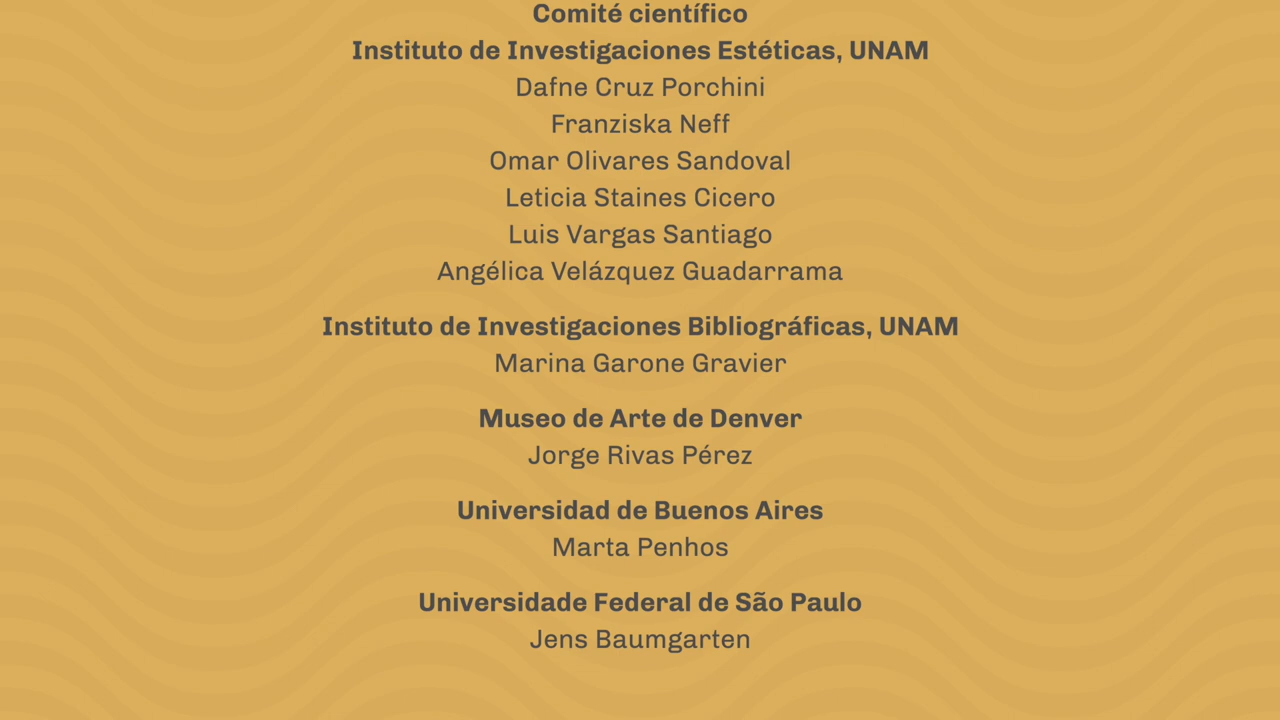 Comité científico
Instituto de Investigaciones Estéticas, UNAM
Dafne Cruz Porchini
Franziska Neff
Omar Olivares Sandoval
Leticia Staines Cicero
Luis Vargas Santiago
Angélica Velázquez Guadarrama
Instituto de Investigaciones Bibliográficas, UNAM
Marina Garone Gravier
Museo de Arte de Denver
Jorge Rivas Pérez
Universidad de Buenos Aires
Marta Penhos
Universidade Federal de São Paulo
Jens Baumgarten